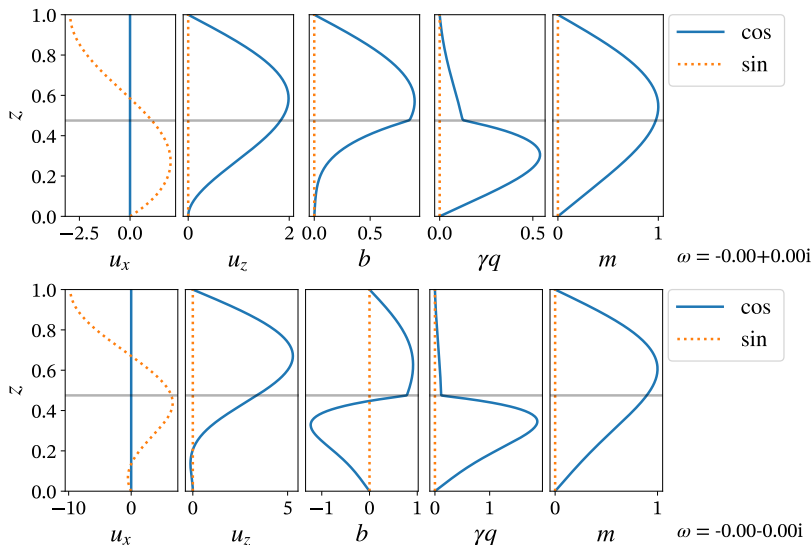 1.0
0.8
0.6
0.4
0.2
0.0
z
−2.5 0.0
0 2
0.0 0.5
0.0 0.5
0 1
u_x u_z b γq m
cos
sin
ω = -0.00+0.00i
1.0
0.8
0.6
0.4
0.2
0.0
z
−10 0
0 5
−1 0 1
0 1
0 1
u_x u_z b γq m
cos
sin
ω = -0.00-0.00i